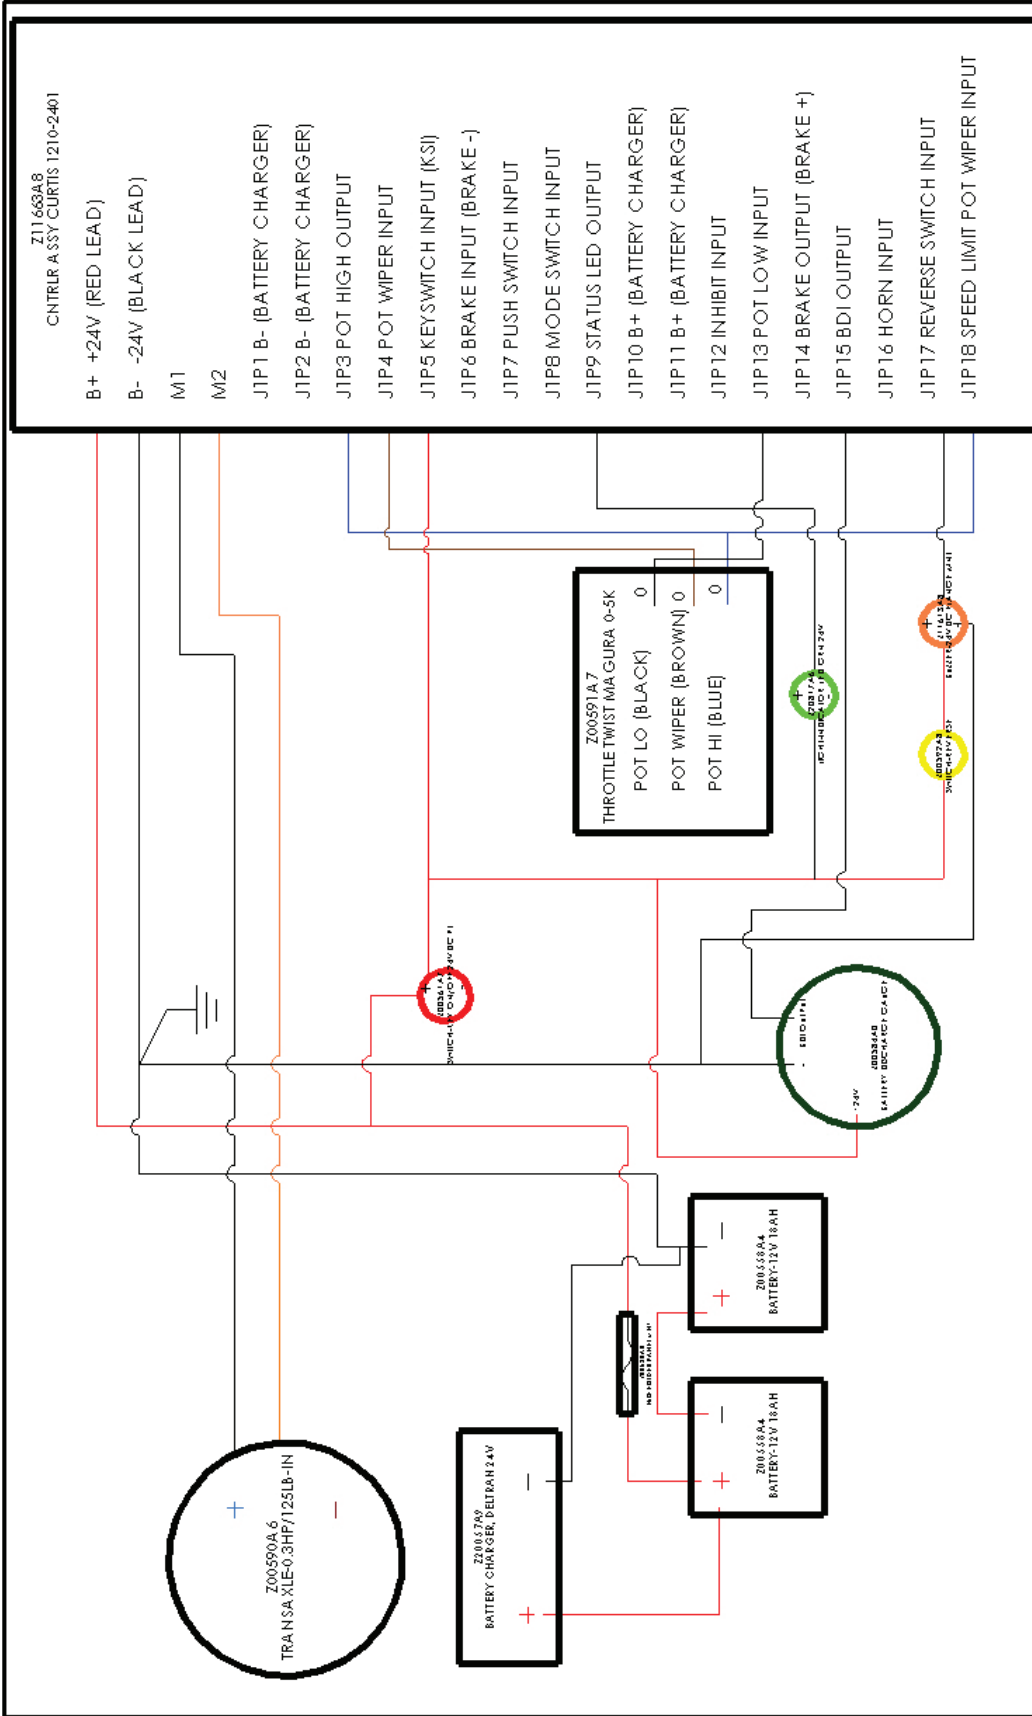 Z11663A8
CNTRLR ASSY CURTIS 1210-2401
B+ +24V (RED LEAD)
B- -24V (BLACK LEAD)
M1
M2
J1P1 B- (BATTERY CHARGER)
J1P2 B- (BATTERY CHARGER)
J1P3 POT HIGH OUTPUT
J1P4 POT WIPER INPUT
J1P5 KEYSWITCH INPUT (KSI)
J1P6 BRAKE INPUT (BRAKE -)
J1P7 PUSH SWITCH INPUT
J1P8 MODE SWITCH INPUT
J1P9 STATUS LED OUTPUT
J1P10 B+ (BATTERY CHARGER)
J1P11 B+ (BATTERY CHARGER)
J1P12 INHIBIT INPUT
J1P13 POT LOW INPUT
J1P14 BRAKE OUTPUT (BRAKE +)
J1P15 BDI OUTPUT
J1P16 HORN INPUT
J1P17 REVERSE SWITCH INPUT
J1P18 SPEED LIMIT POT WIPER INPUT
Z00591A7
THROTTLE TWIST MAGURA 0-5K
POT LO (BLACK) 0
POT WIPER (BROWN) 0
POT HI (BLUE) 0
+
-
+
-
+
-
-
+24V
Z00590A6
TRANSAXLE-0.3HP/125LB-IN
+
-
Z20067A9
BATTERY CHARGER, DELTRAN 24V
+ -
+ -
Z00558A4
BATTERY-12V 18AH
+ -
Z00558A4
BATTERY-12V 18AH